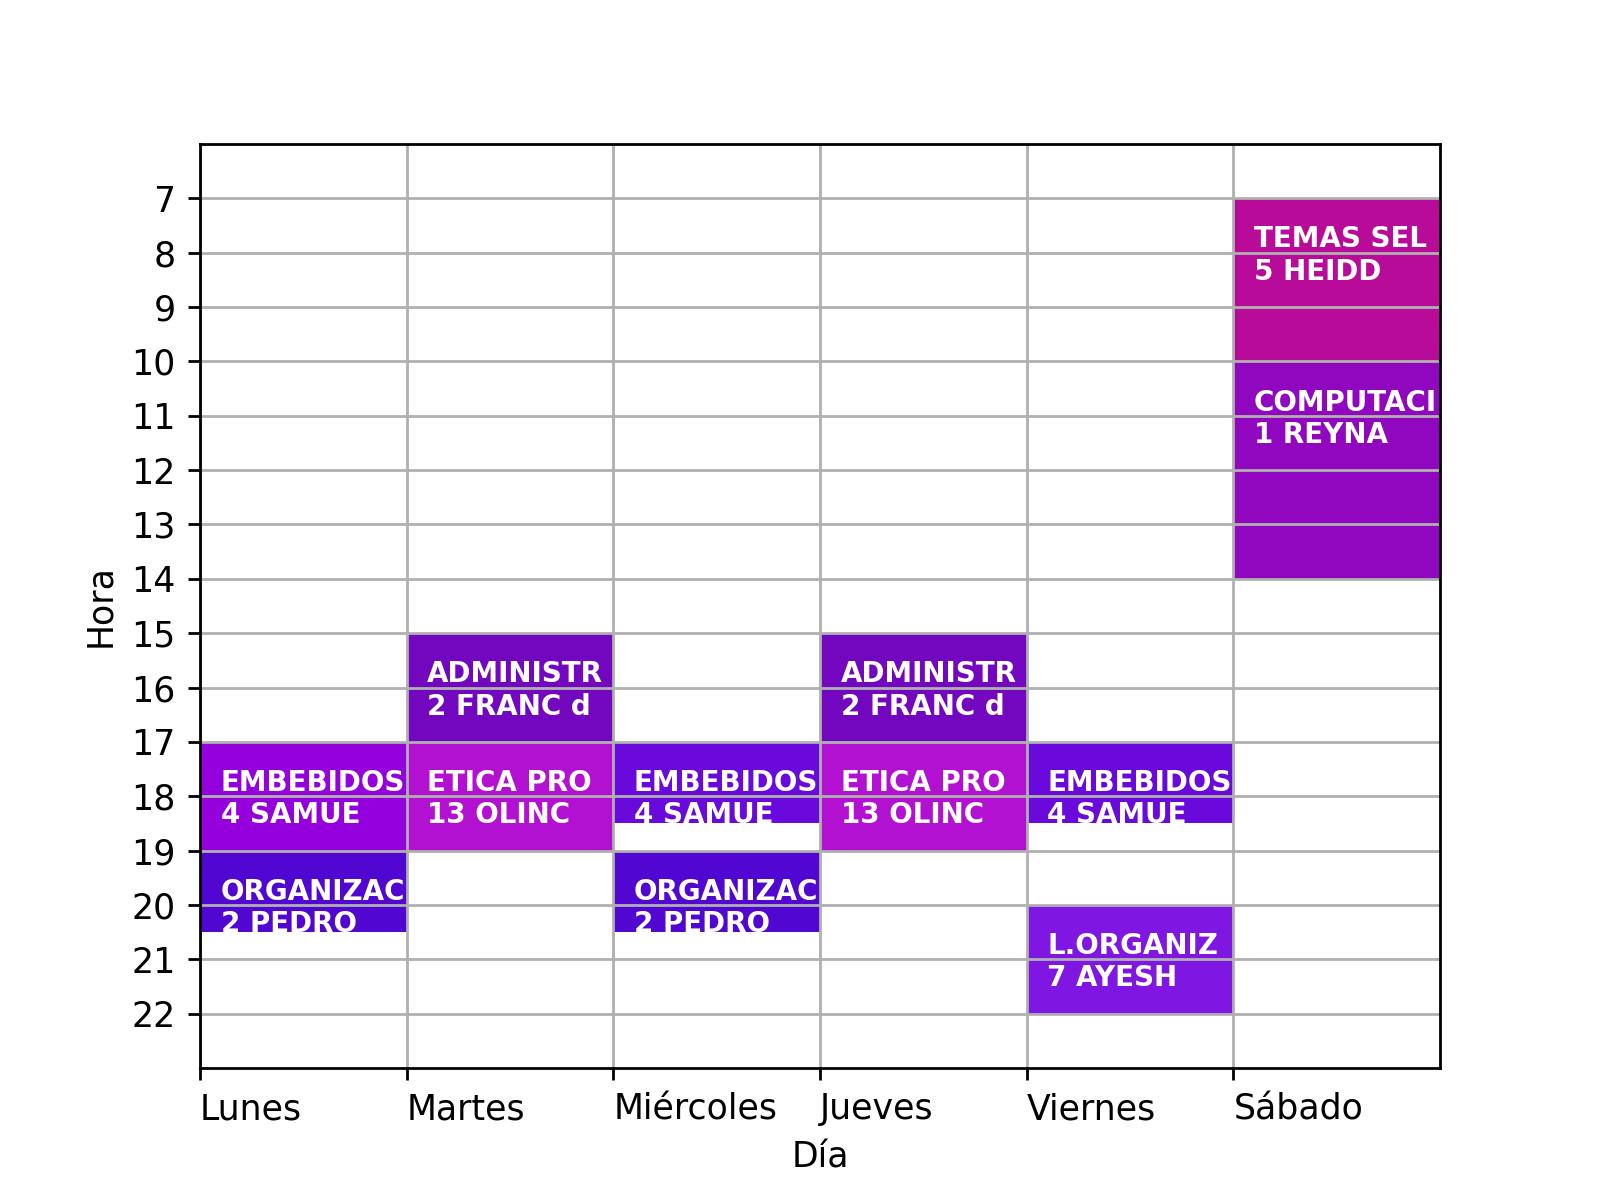 7
8
9
10
11
12
13
14
15
16
17
18
19
20
21
22
Hora
TEMAS SEL
5 HEIDD
COMPUTACI
1 REYNA
ADMINISTR
2 FRANC d
ADMINISTR
2 FRANC d
EMBEBIDOS
4 SAMUE
ETICA PRO
13 OLINC
EMBEBIDOS
4 SAMUE
ETICA PRO
13 OLINC
EMBEBIDOS
4 SAMUE
ORGANIZAC
2 PEDRO
ORGANIZAC
2 PEDRO
L.ORGANIZ
7 AYESH
Lunes Martes Miércoles Jueves Viernes Sábado
Día